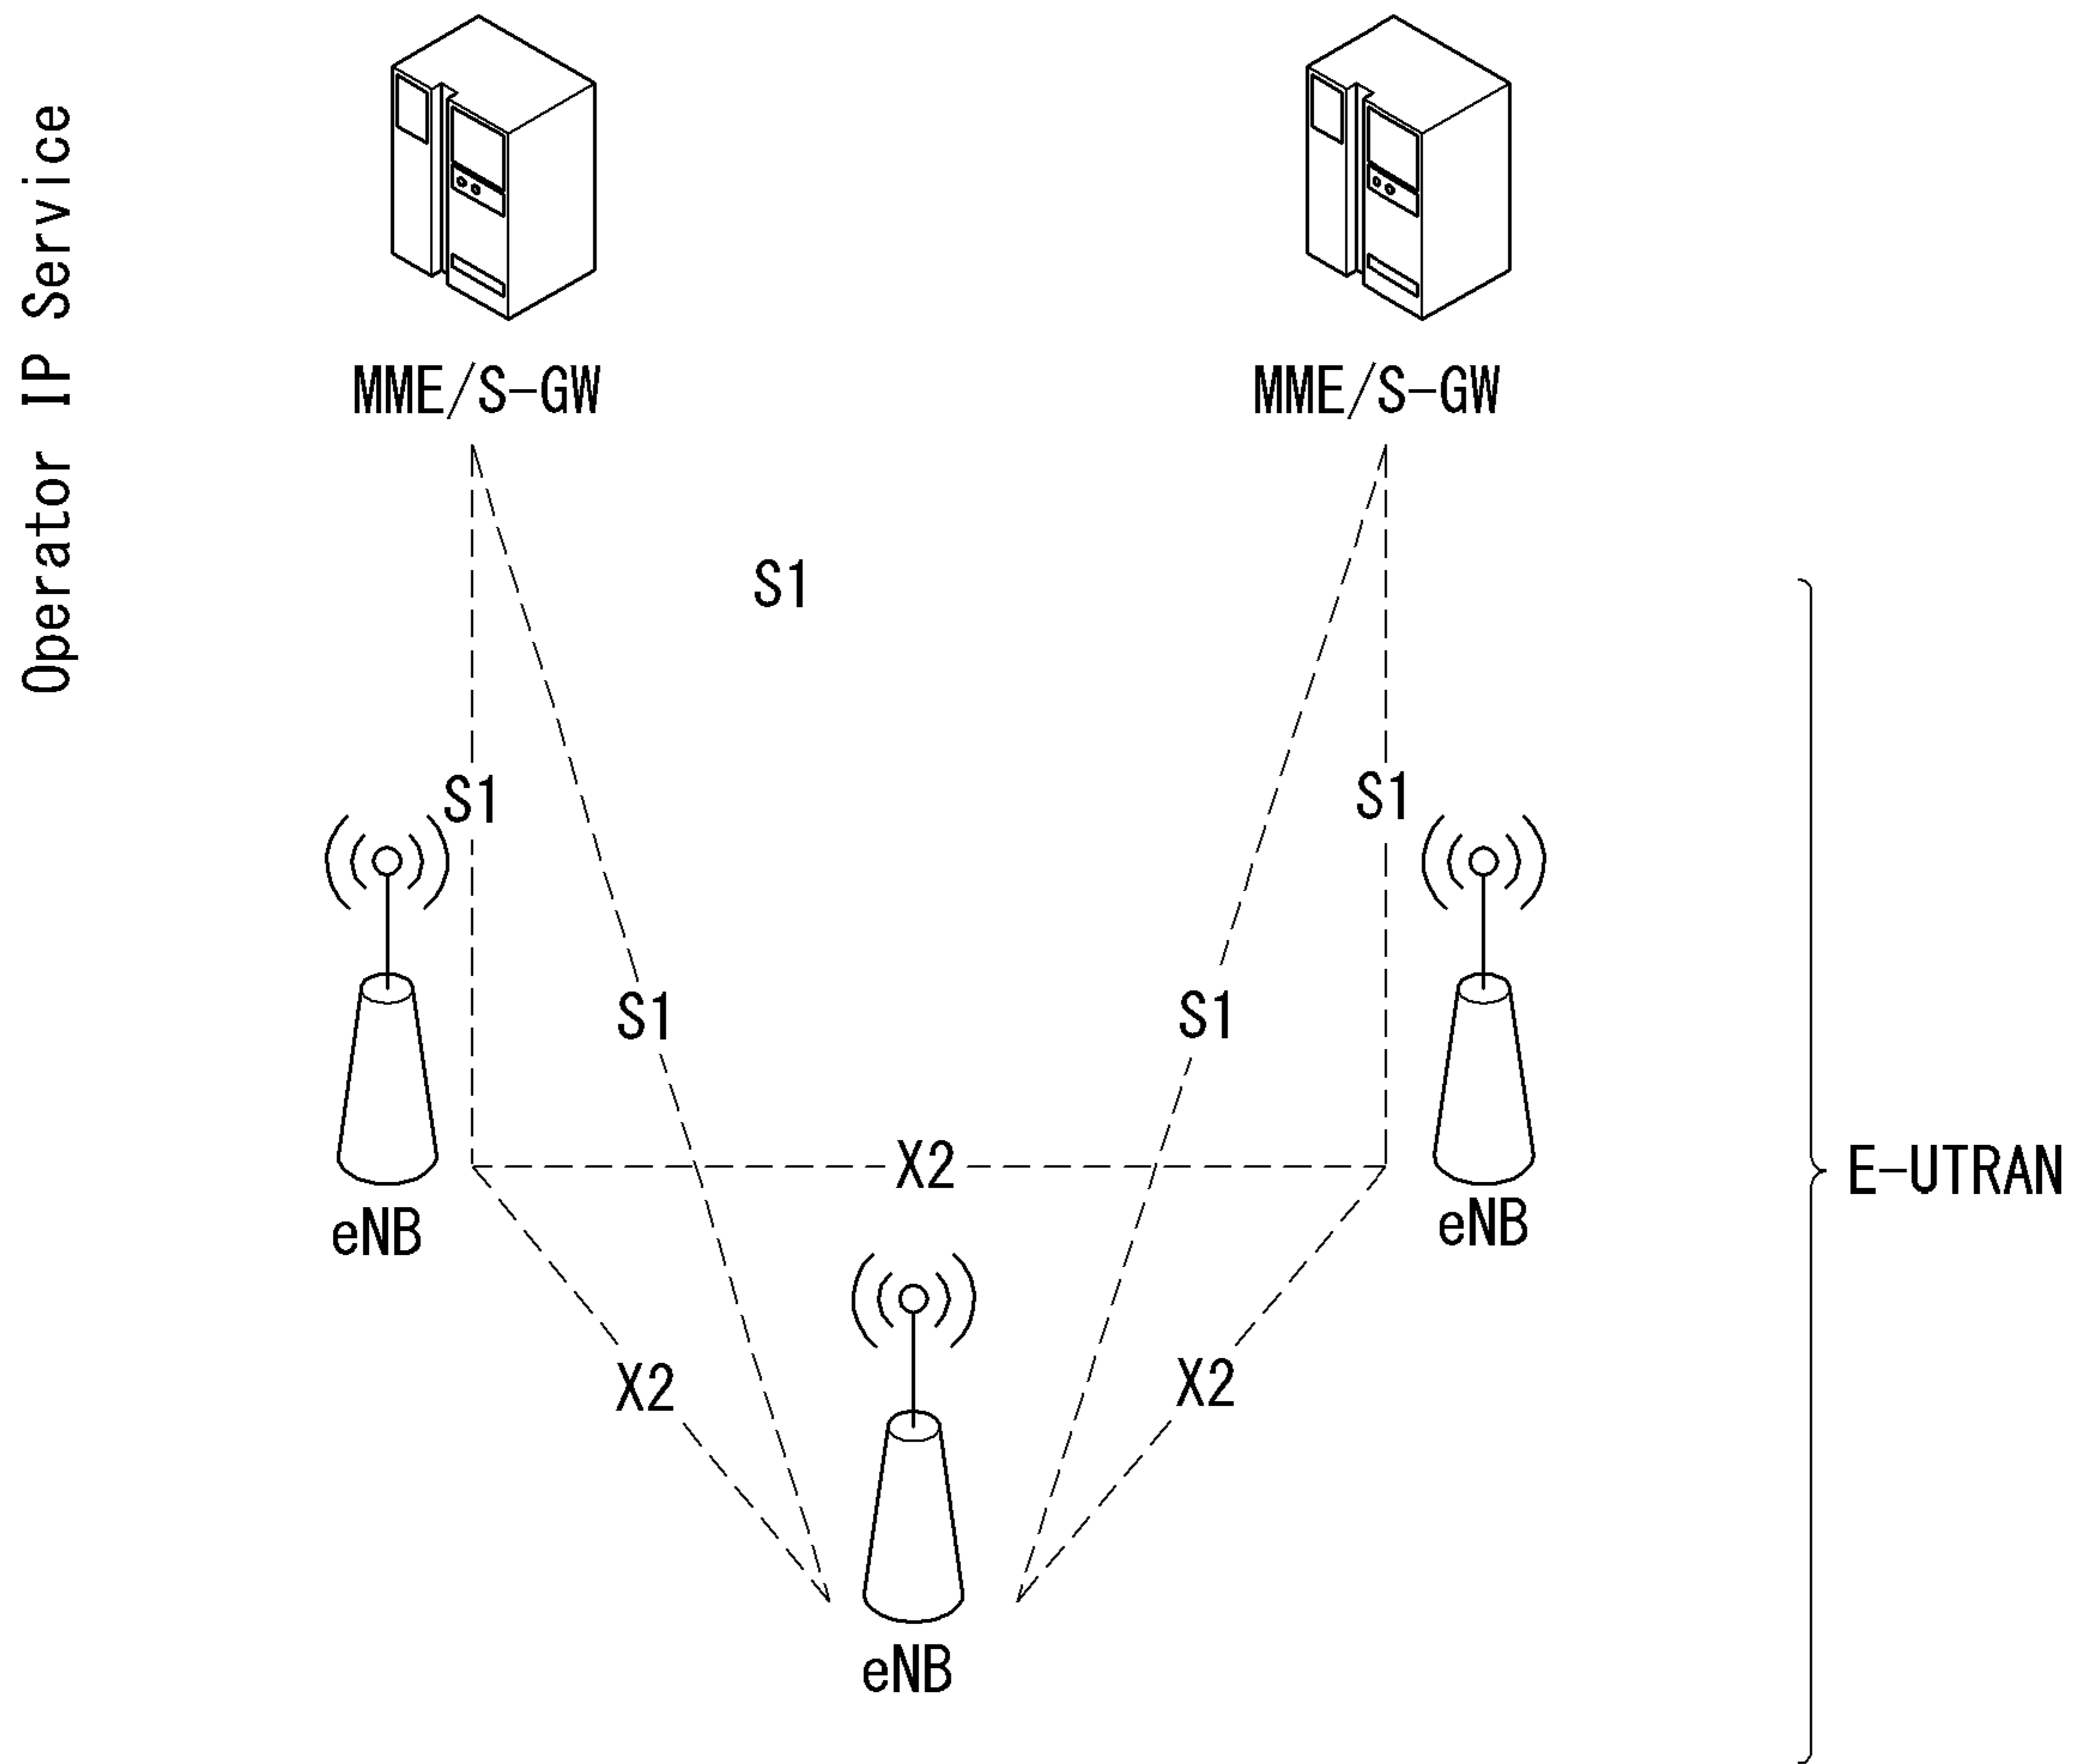 Operator IP Service
MME/S-GW
MME/S-GW
S1
S1
S1
S1
S1
X2
E-UTRAN
eNB
eNB
X2
X2
eNB